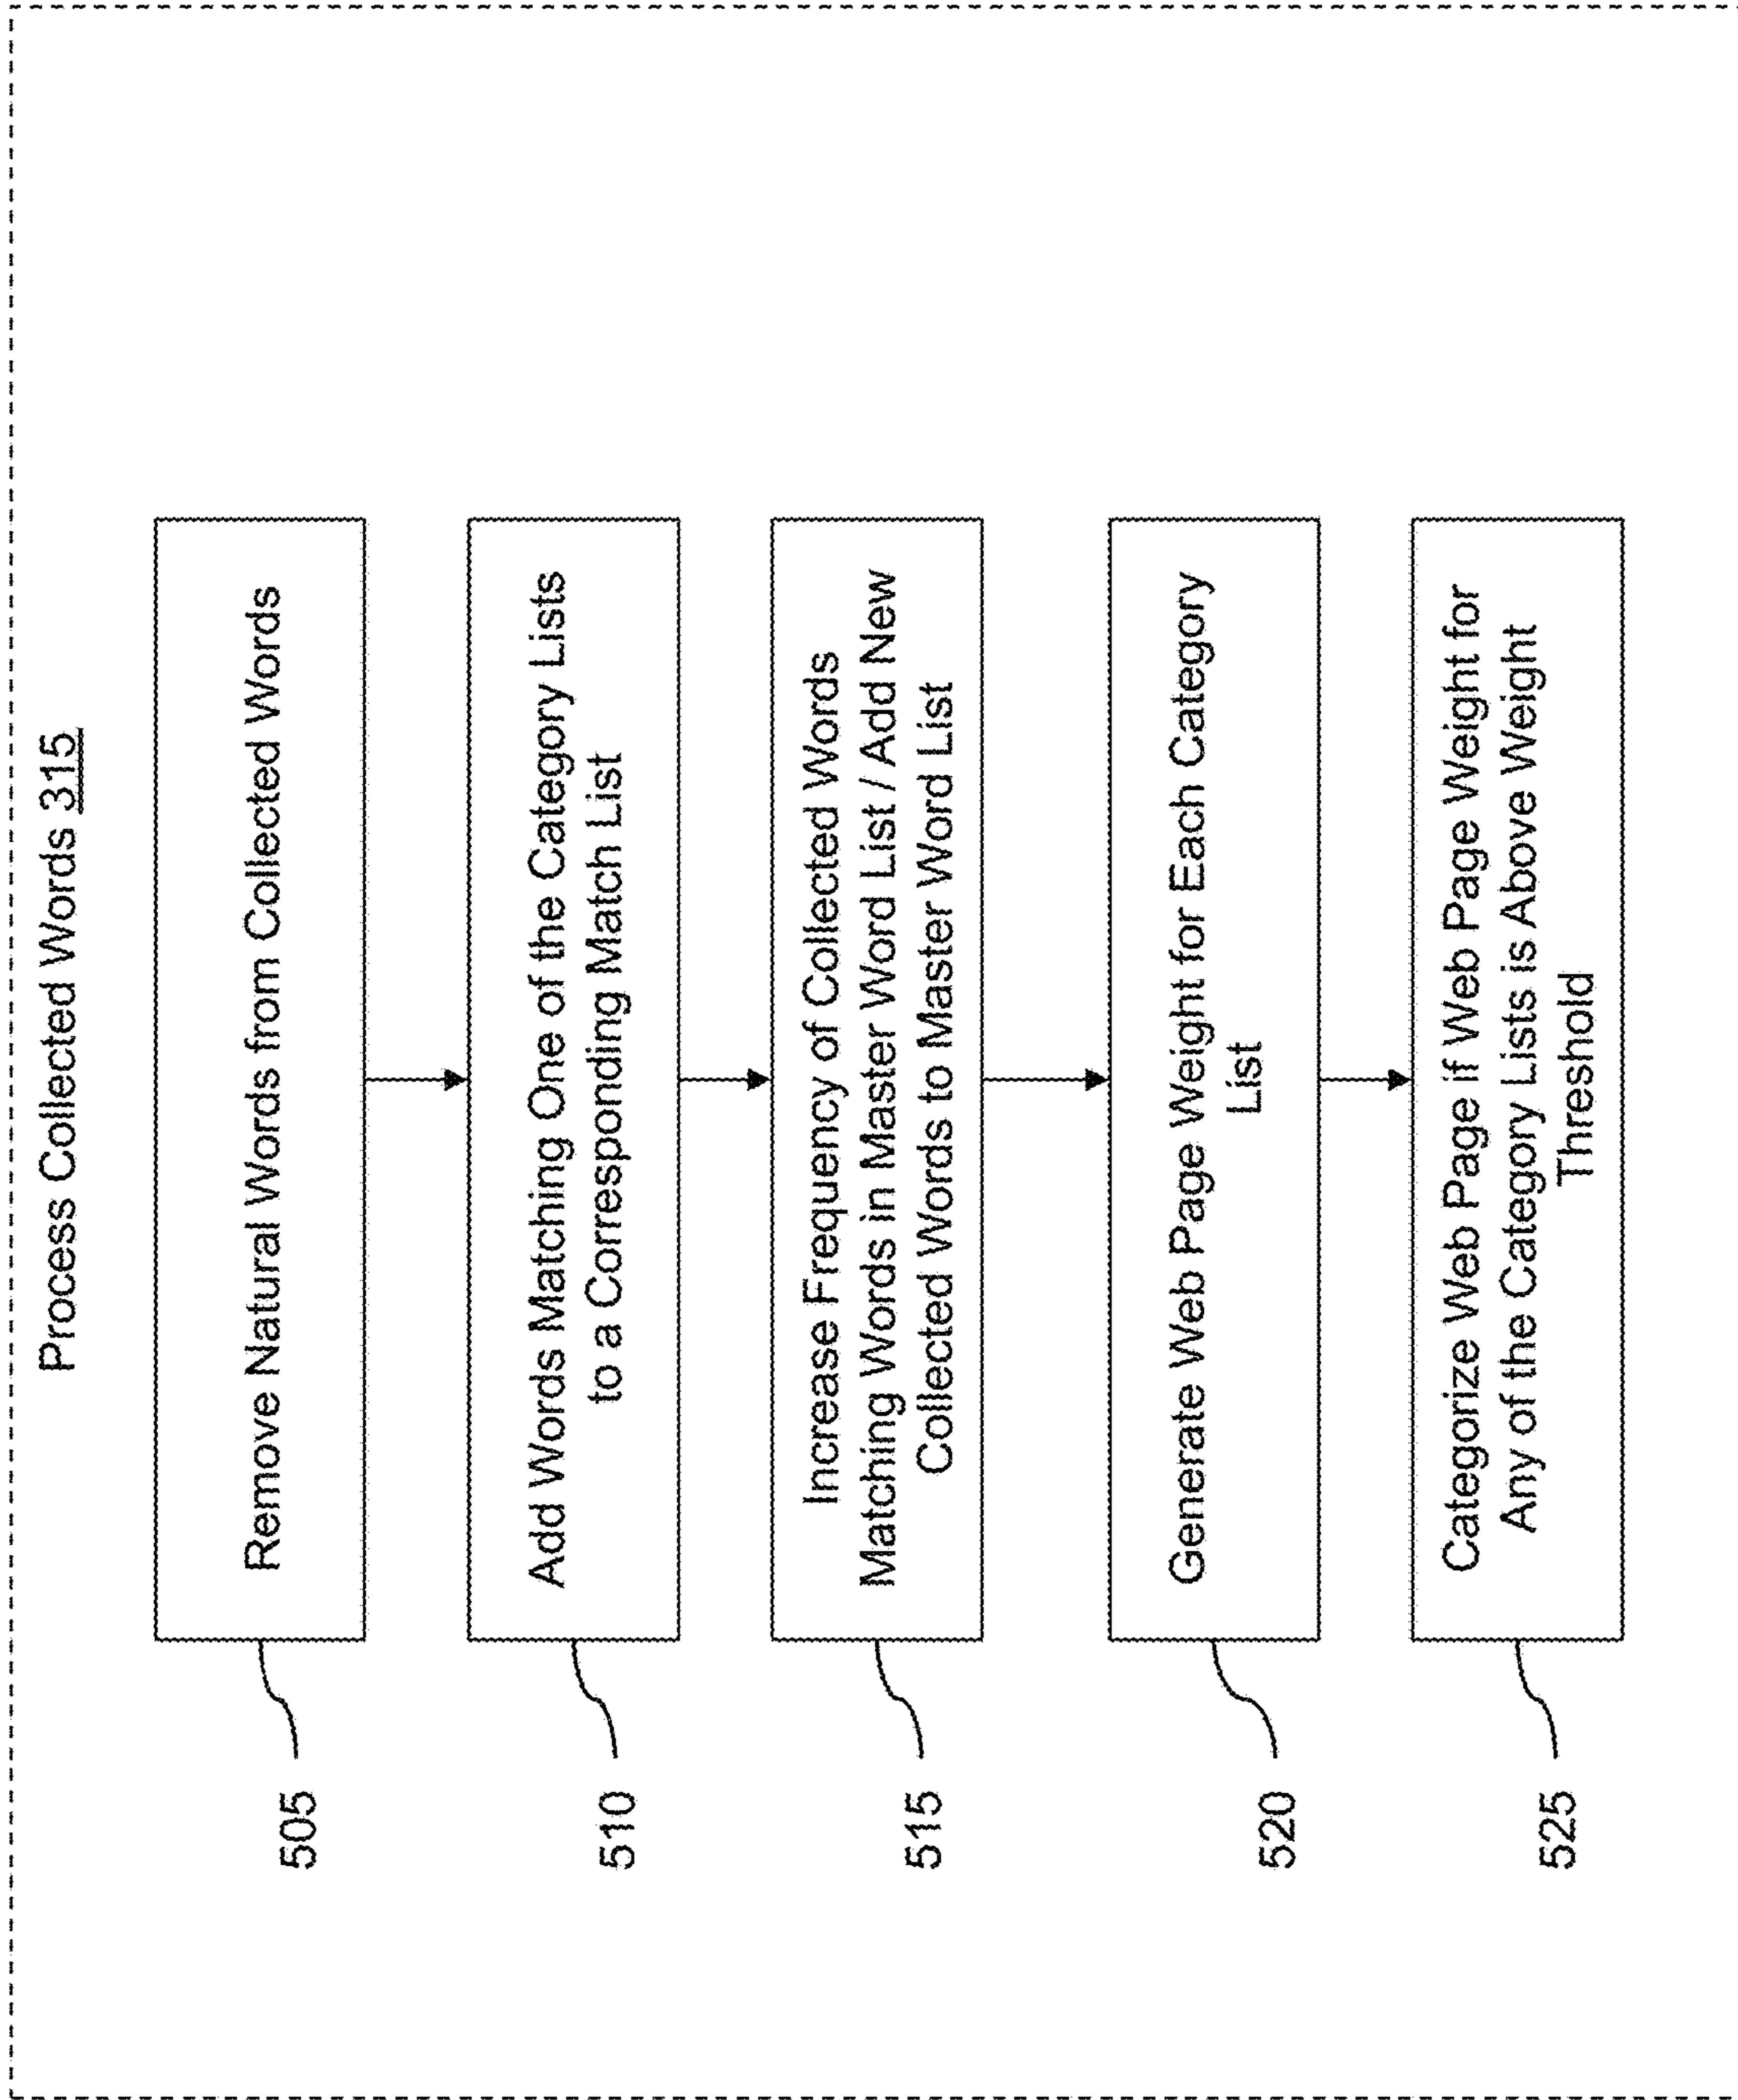 Process Collected Words 315
Remove Natural Words from Collected Words
505
Add Words Matching One of the Category Lists
to a Corresponding Match List
510
Increase Frequency of Collected Words
Matching Words in Master Word List / Add New
Collected Words to Master Word List
515
Generate Web Page Weight for Each Category
List
520
Categorize Web Page if Web Page Weight for
Any of the Category Lists is Above Weight
Threshold
525